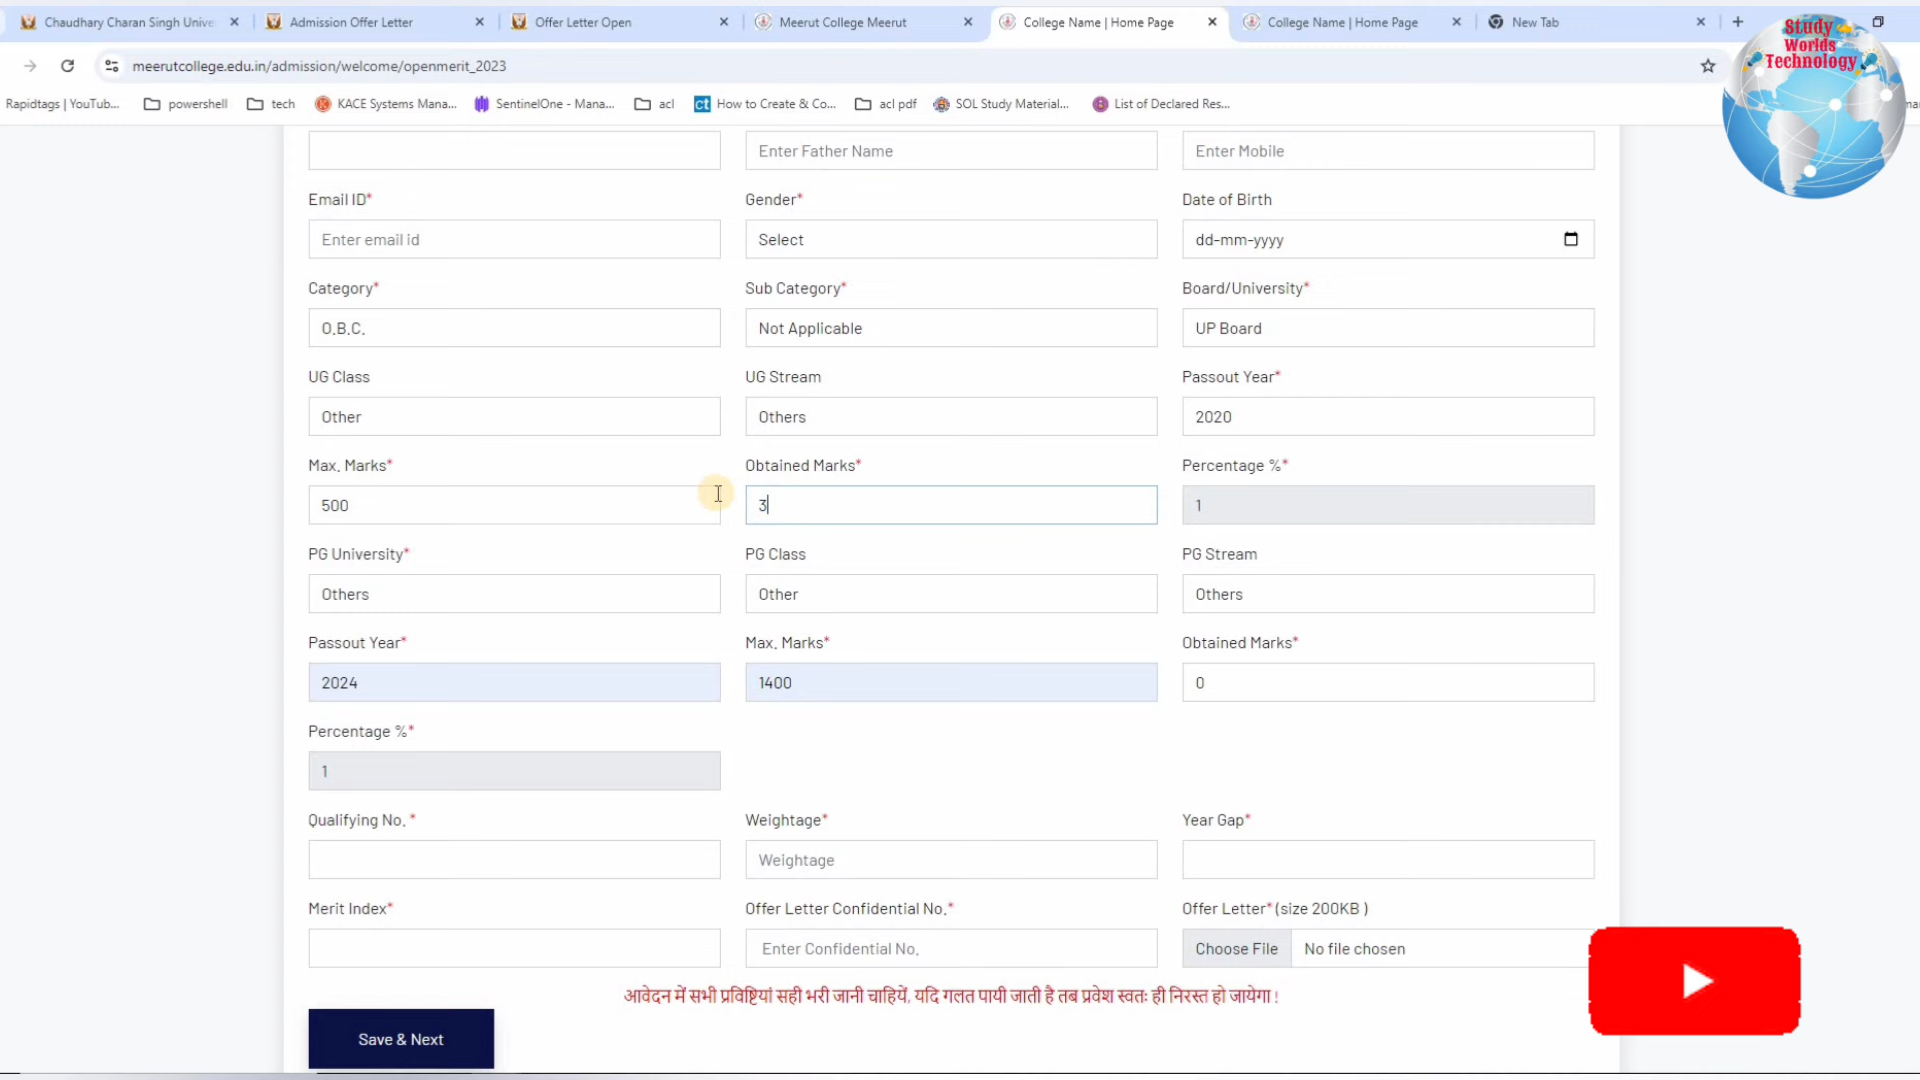 Chaudhary Charan Singh Unive
Admission Offer Letter
Offer Letter Open
Meerut College Meerut
College Name | Home Page
College Name | Home Page
New Tab
Study
Worlds
Technology
meerutcollege.edu.in/admission/welcome/openmerit_2023
Rapidtags | YouTub...
powershell
tech
KACE Systems Mana...
SentinelOne - Mana...
acl
ct How to Create & Co...
acl pdf
SOL Study Material...
List of Declared Res...
Enter Father Name
Enter Mobile
Email ID*
Gender*
Date of Birth
Enter email id
Select
dd-mm-yyyy
Category*
Sub Category*
Board/University*
O.B.C.
Not Applicable
UP Board
UG Class
UG Stream
Passout Year*
Other
Others
2020
Max. Marks*
Obtained Marks*
Percentage %*
500
3
1
PG University*
PG Class
PG Stream
Others
Other
Others
Passout Year*
Max. Marks*
Obtained Marks*
2024
1400
0
Percentage %*
1
Qualifying No. *
Weightage*
Year Gap*
Weightage
Merit Index*
Offer Letter Confidential No.*
Offer Letter* (size 200KB )
Enter Confidential No.
Choose File
No file chosen
आवेदन में सभी प्रविष्टियां सही भरी जानी चाहियें, यदि गलत पायी जाती है तब प्रवेश स्वतः ही निरस्त हो जायेगा !
Save & Next